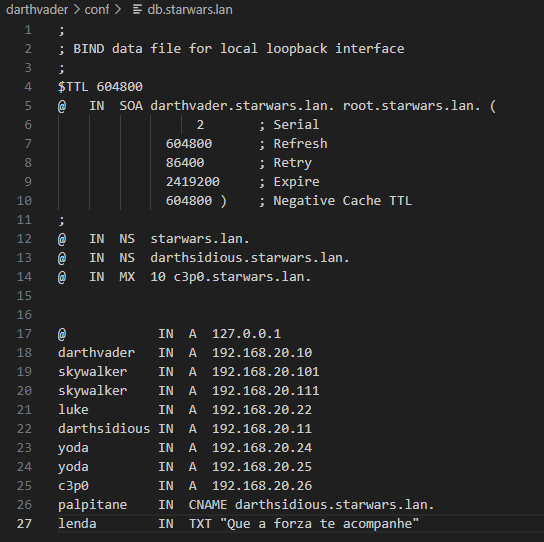 darthvader > conf > db.starwars.lan
1 ;
2 ; BIND data file for local loopback interface
3 ;
4 $TTL 604800
5 @ IN SOA darthvader.starwars.lan. root.starwars.lan. (
6 2 ; Serial
7 604800 ; Refresh
8 86400 ; Retry
9 2419200 ; Expire
10 604800 ) ; Negative Cache TTL
11 ;
12 @ IN NS starwars.lan.
13 @ IN NS darthsidious.starwars.lan.
14 @ IN MX 10 c3p0.starwars.lan.
15
16
17 @ IN A 127.0.0.1
18 darthvader IN A 192.168.20.10
19 skywalker IN A 192.168.20.101
20 skywalker IN A 192.168.20.111
21 luke IN A 192.168.20.22
22 darthsidious IN A 192.168.20.11
23 yoda IN A 192.168.20.24
24 yoda IN A 192.168.20.25
25 c3p0 IN A 192.168.20.26
26 palpitane IN CNAME darthsidious.starwars.lan.
27 lenda IN TXT "Que a forza te acompanhe"